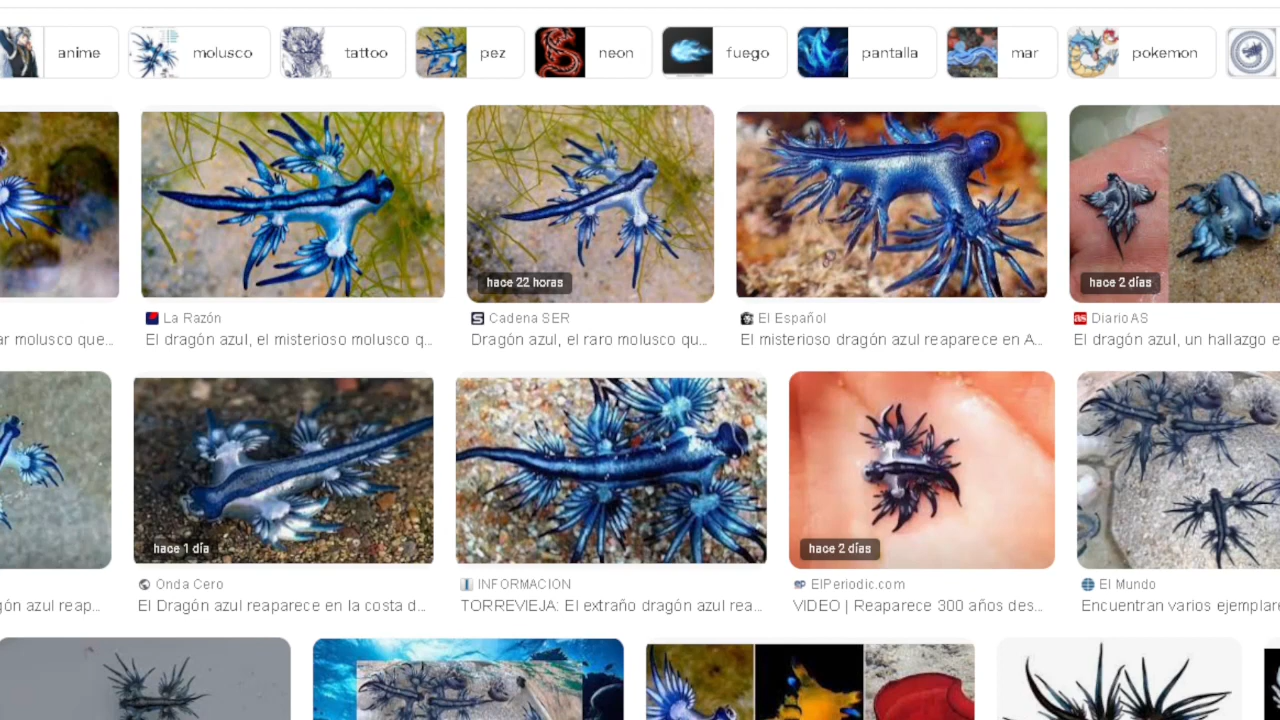 anime
molusco
tattoo
pez
neon
fuego
pantalla
mar
pokemon
hace 22 horas
hace 2 días
La Razón
Cadena SER
El Español
as DiarioAS
ar molusco que...
El dragón azul, el misterioso molusco q...
Dragón azul, el raro molusco qu...
El misterioso dragón azul reaparece en A...
El dragón azul, un hallazgo e
hace 1 día
hace 2 días
Onda Cero
INFORMACION
ElPeriodic.com
El Mundo
gón azul reap...
El Dragón azul reaparece en la costa d...
TORREVIEJA: El extraño dragón azul rea...
VIDEO | Reaparece 300 años des...
Encuentran varios ejemplare